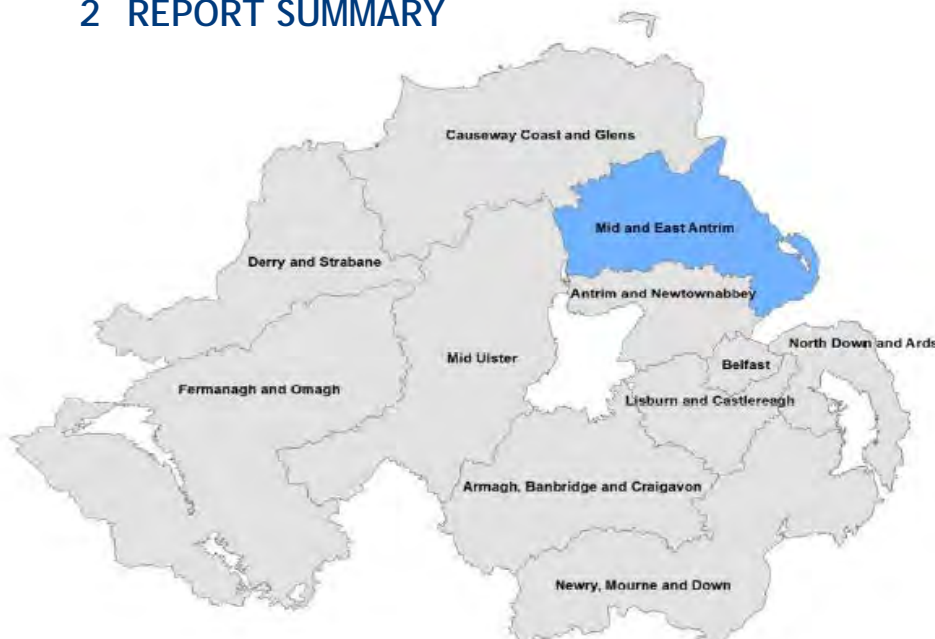 2 REPORT SUMMARY
Causeway Coast and Glens
Mid and East Antrim
Derry and Strabane
Antrim and Newtownabbey
North Down and Ards
Mid Ulster
Belfast
Fermanagh and Omagh
Lisburn and Castlereagh
Armagh, Banbridge and Craigavon
Newry, Mourne and Down